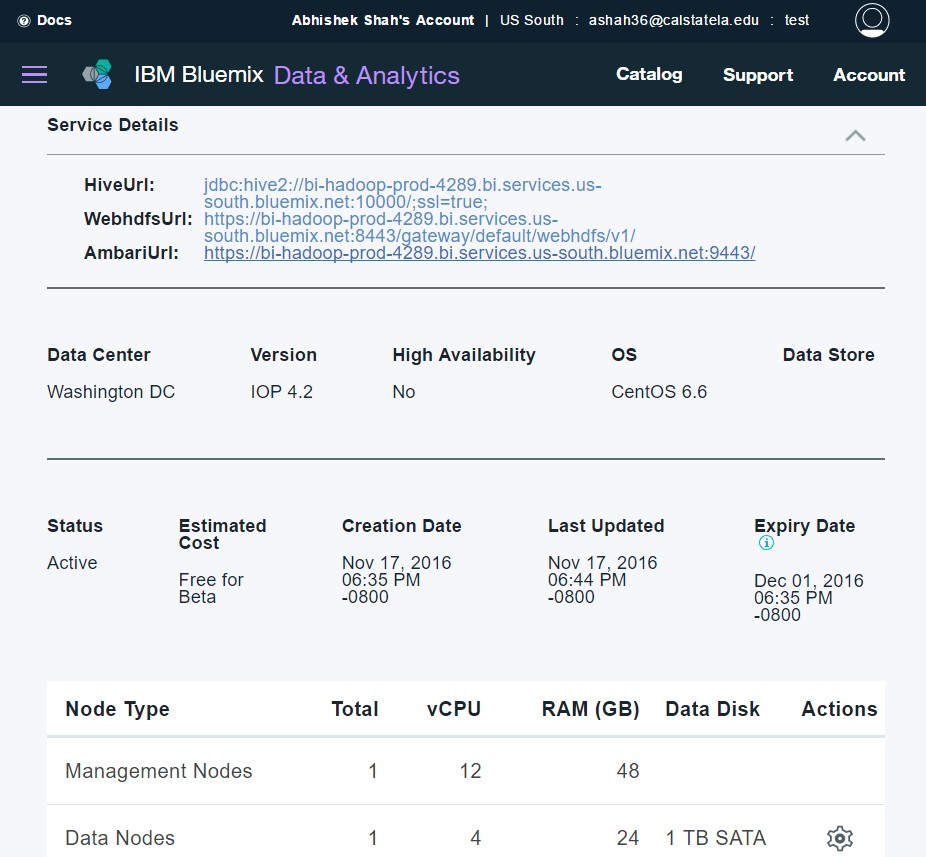 Docs Abhishek Shah's Account | US South : ashah36@calstatela.edu : test
IBM Bluemix Data & Analytics Catalog Support Account
Service Details
HiveUrl: jdbc:hive2://bi-hadoop-prod-4289.bi.services.us-
south.bluemix.net:10000/;ssl=true;
WebhdfsUrl: https://bi-hadoop-prod-4289.bi.services.us-
south.bluemix.net:8443/gateway/default/webhdfs/v1/
AmbariUrl: https://bi-hadoop-prod-4289.bi.services.us-south.bluemix.net:9443/
Data Center Version High Availability OS Data Store
Washington DC IOP 4.2 No CentOS 6.6
Status Estimated Creation Date Last Updated Expiry Date
Cost
Active Nov 17, 2016 Nov 17, 2016
Free for 06:35 PM 06:44 PM Dec 01, 2016
Beta -0800 -0800 06:35 PM
-0800
Node Type Total vCPU RAM (GB) Data Disk Actions
Management Nodes 1 12 48
Data Nodes 1 4 24 1 TB SATA